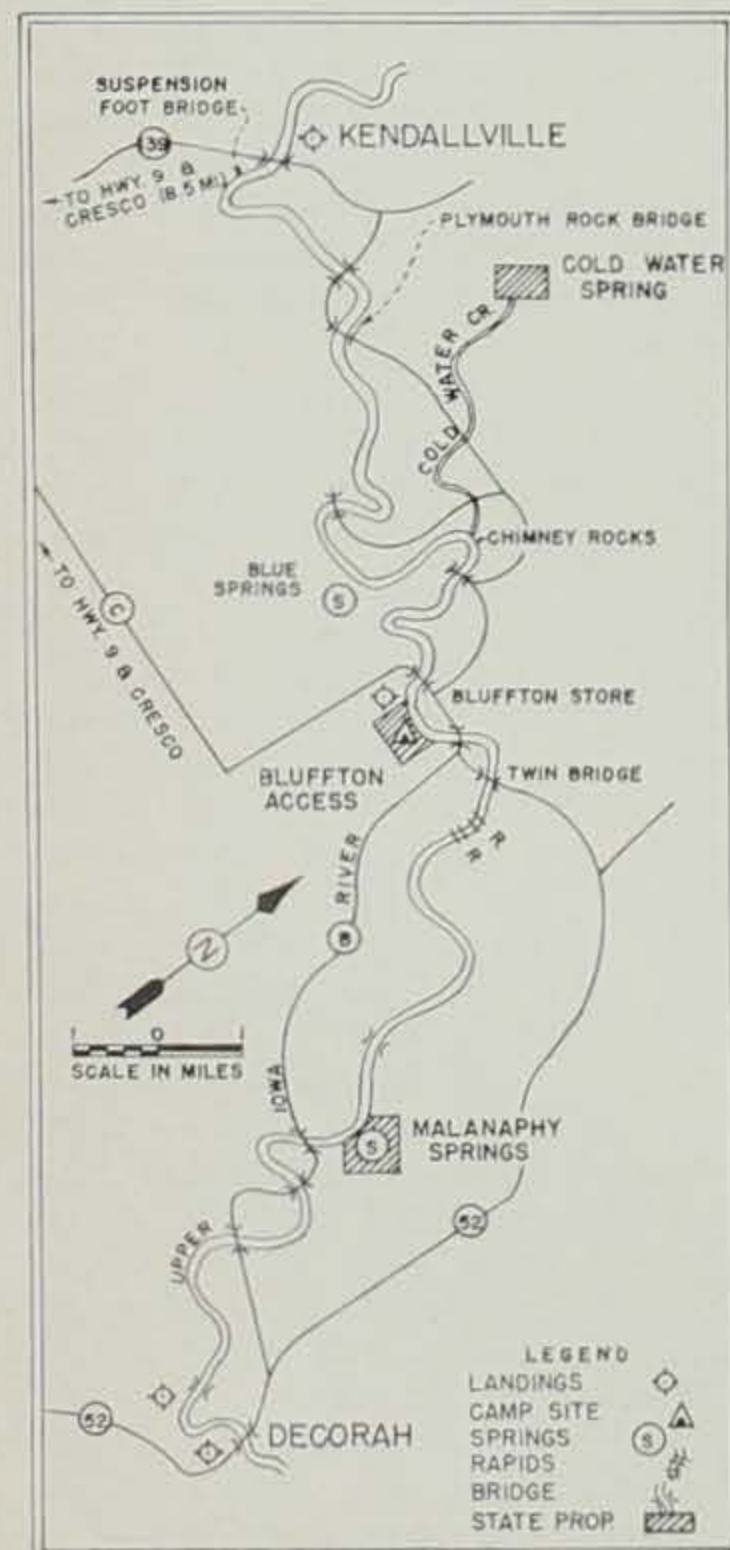 SUSPENSION
FOOT BRIDGE
KENDALLVILLE
139
TO HWY. 9 &
CRESCO (8.5 MI.)
PLYMOUTH ROCK BRIDGE
COLD WATER
SPRING
COLD WATER CR.
CHIMNEY ROCKS
BLUE
SPRINGS
S
C
TO HWY. 9 & CRESCO
BLUFFTON STORE
BLUFFTON
ACCESS
TWIN BRIDGE
R
R
UPPER IOWA RIVER
B
N
1 0 1
SCALE IN MILES
MALANAPHY
SPRINGS
S
52
52
DECORAH
LEGEND
LANDINGS
CAMP SITE
SPRINGS S
RAPIDS
BRIDGE
STATE PROP.